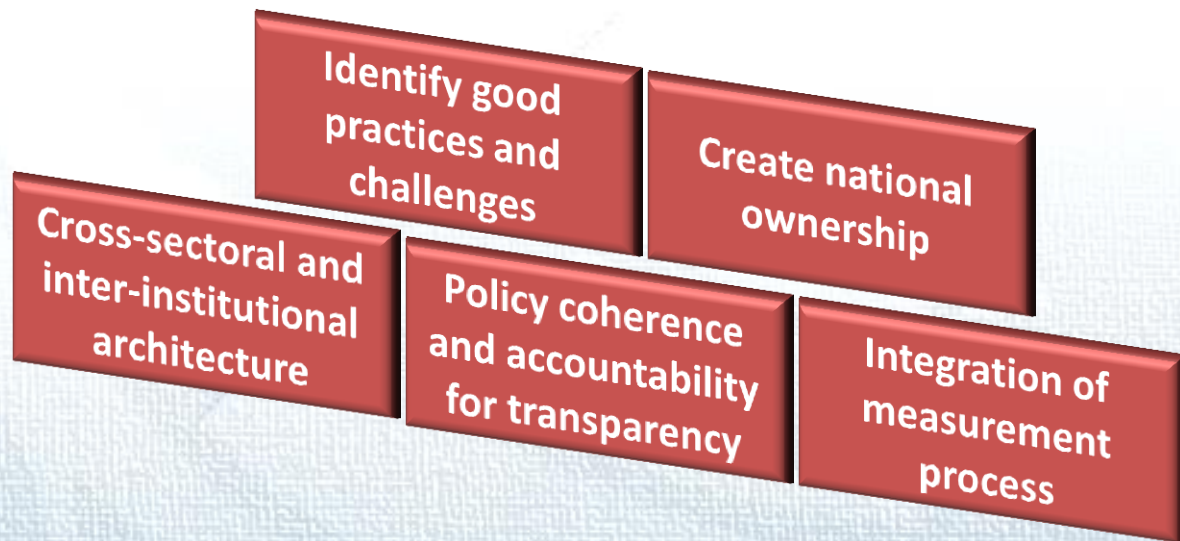 Identify good
practices and
challenges
Create national
ownership
Cross-sectoral and
inter-institutional
architecture
Policy coherence
and accountability
for transparency
Integration of
measurement
process